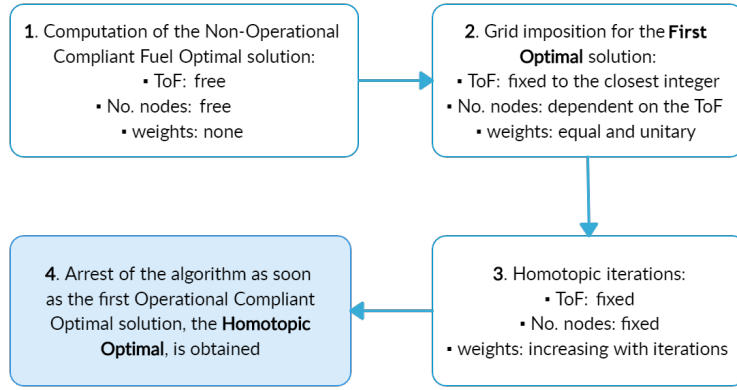 1. Computation of the Non-Operational
Compliant Fuel Optimal solution:
▪ ToF: free
▪ No. nodes: free
▪ weights: none
2. Grid imposition for the First
Optimal solution:
▪ ToF: fixed to the closest integer
▪ No. nodes: dependent on the ToF
▪ weights: equal and unitary
3. Homotopic iterations:
▪ ToF: fixed
▪ No. nodes: fixed
▪ weights: increasing with iterations
4. Arrest of the algorithm as soon
as the first Operational Compliant
Optimal solution, the Homotopic
Optimal, is obtained